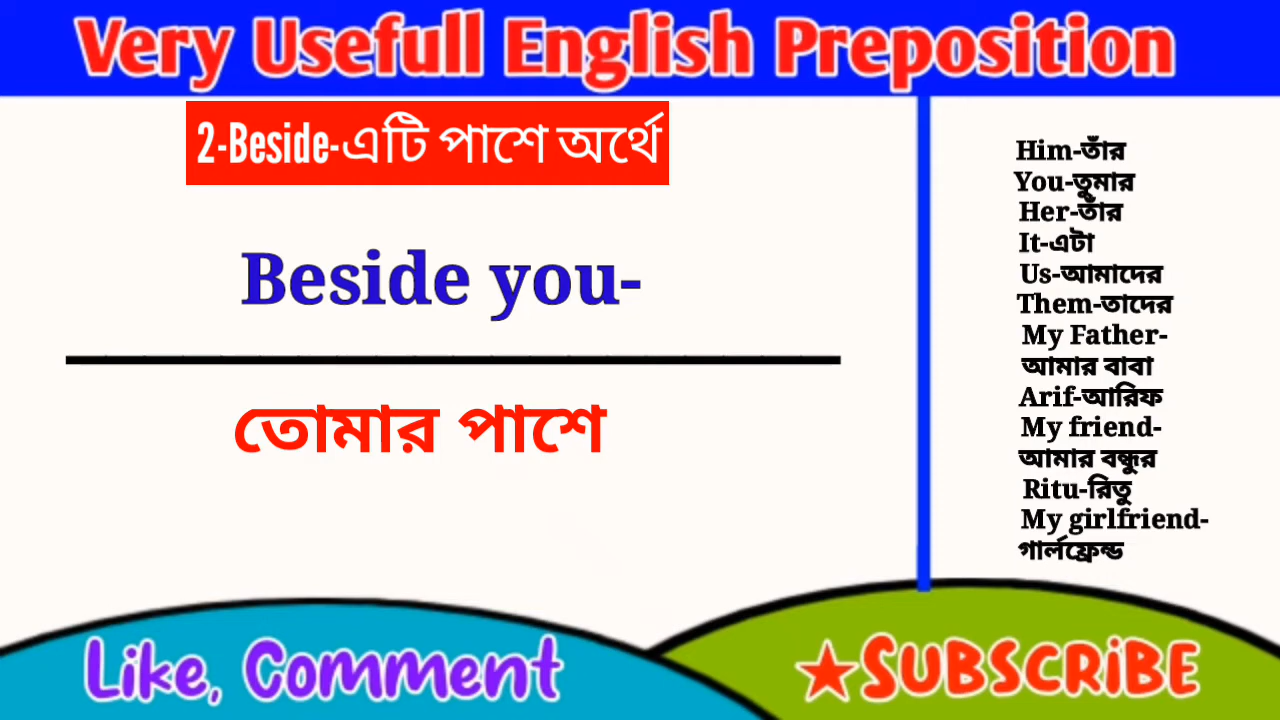 Very Usefull English Preposition
2-Beside-এটি পাশে অর্থে
Beside you-
তোমার পাশে
Him-তাঁর
You-তুমার
Her-তাঁর
It-এটা
Us-আমাদের
Them-তাদের
My Father-
আমার বাবা
Arif-আরিফ
My friend-
আমার বন্ধুর
Ritu-রিতু
My girlfriend-
গার্লফ্রেন্ড
Like, Comment
★SUBSCRiBE